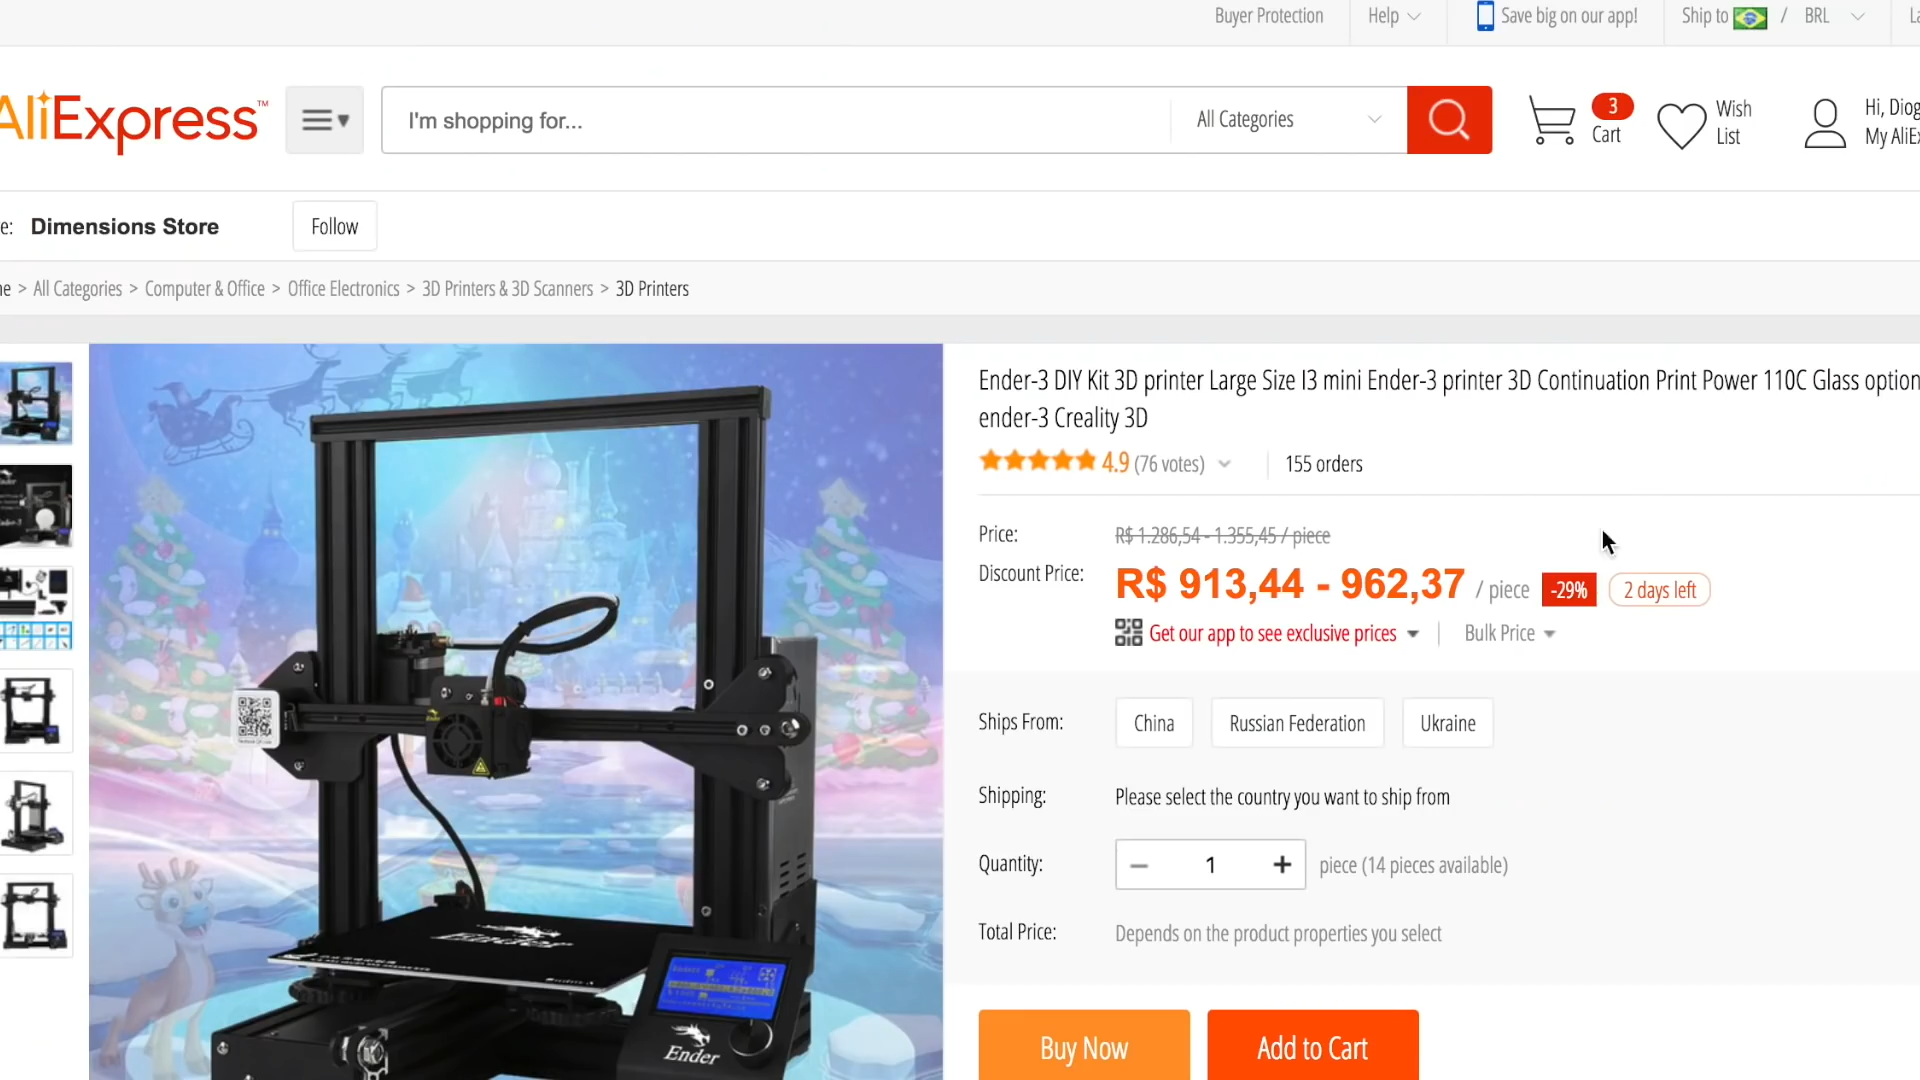 Buyer Protection
Help
Save big on our app!
Ship to / BRL
AliExpress™
I'm shopping for...
All Categories
3
Cart
Wish
List
Hi, Diog
My AliEx
e: Dimensions Store
Follow
> All Categories > Computer & Office > Office Electronics > 3D Printers & 3D Scanners > 3D Printers
Ender-3 DIY Kit 3D printer Large Size I3 mini Ender-3 printer 3D Continuation Print Power 110C Glass option
ender-3 Creality 3D
4.9 (76 votes)
155 orders
Price: R$ 1.286,54 - 1.355,45 / piece
Discount Price: R$ 913,44 - 962,37 / piece -29% 2 days left
Get our app to see exclusive prices
Bulk Price
Ships From: China Russian Federation Ukraine
Shipping: Please select the country you want to ship from
Quantity: − 1 + piece (14 pieces available)
Total Price: Depends on the product properties you select
Buy Now
Add to Cart
Ender
Ender